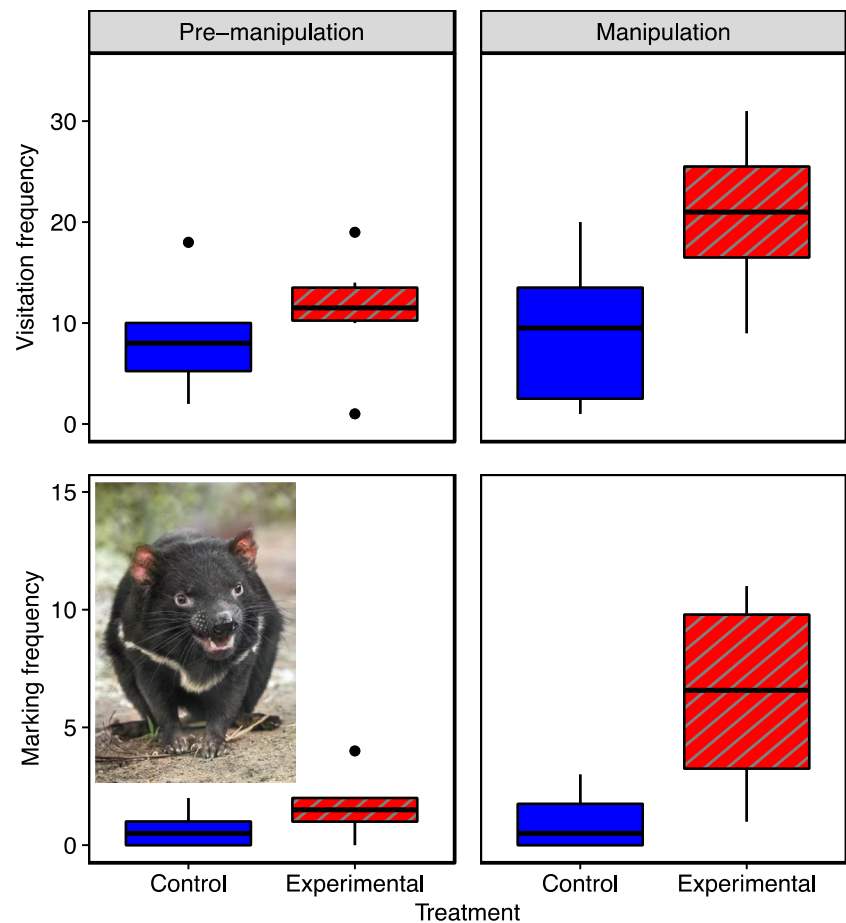 Pre−manipulation
Manipulation
Visitation frequency
30
20
10
0
Marking frequency
15
10
5
0
Control
Experimental
Control
Experimental
Treatment